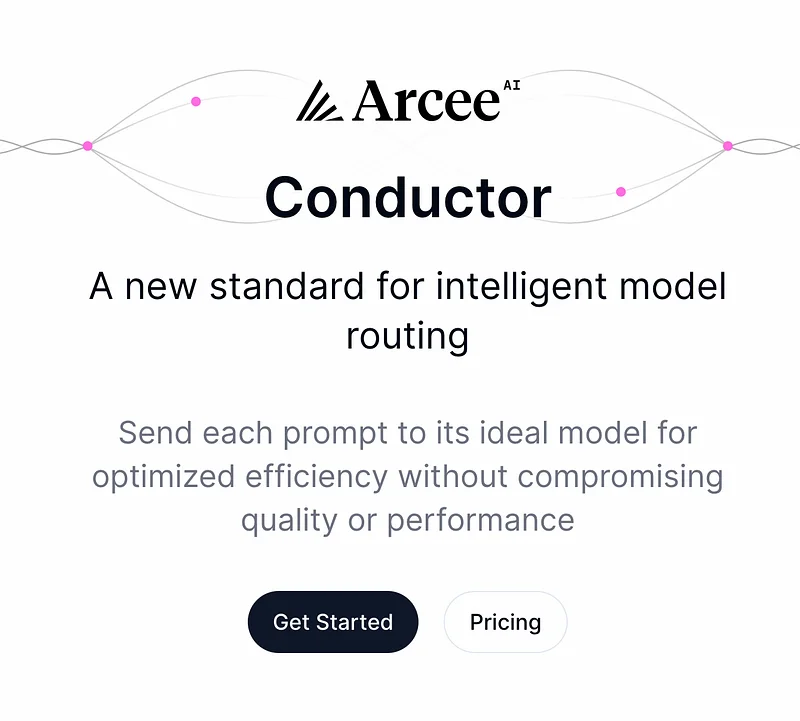 Arcee AI
Conductor
A new standard for intelligent model
routing
Send each prompt to its ideal model for
optimized efficiency without compromising
quality or performance
Get Started Pricing